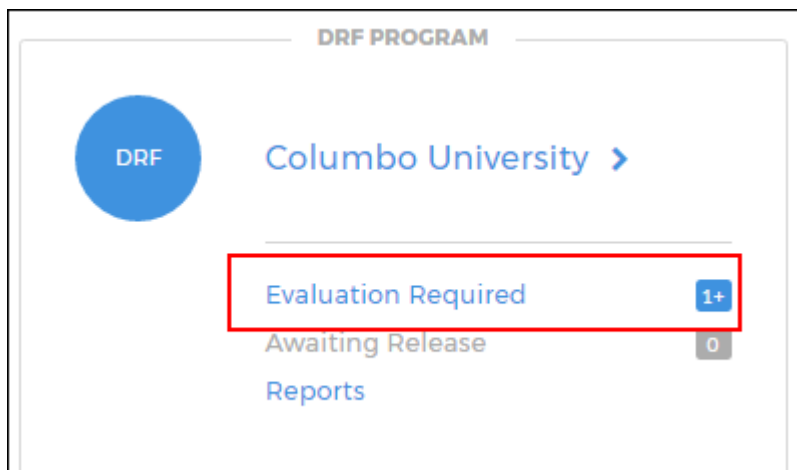 DRF PROGRAM
DRF
Columbo University
Evaluation Required 1+
Awaiting Release 0
Reports